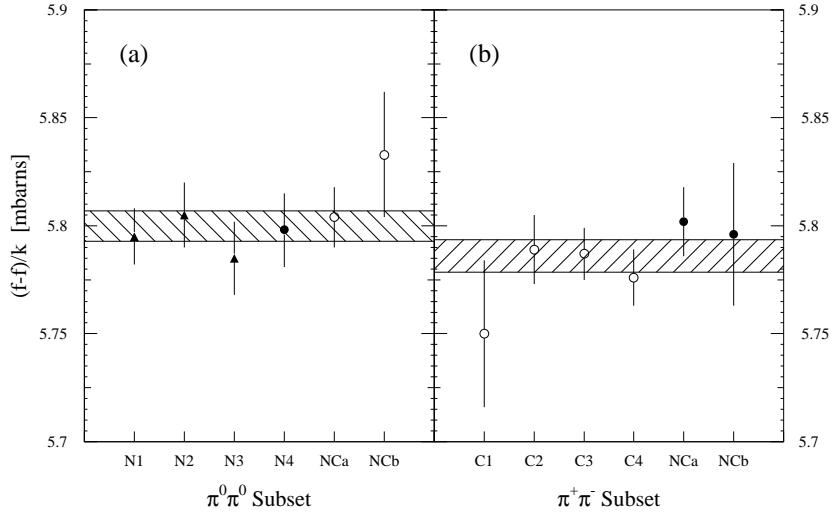 5.9
5.9
(a)
(b)
5.85
5.85
(f-f)/k [mbarns]
5.8
5.8
5.75
5.75
5.7
5.7
N1 N2 N3 N4 NCa NCb
C1 C2 C3 C4 NCa NCb
π⁰π⁰ Subset
π⁺π⁻ Subset